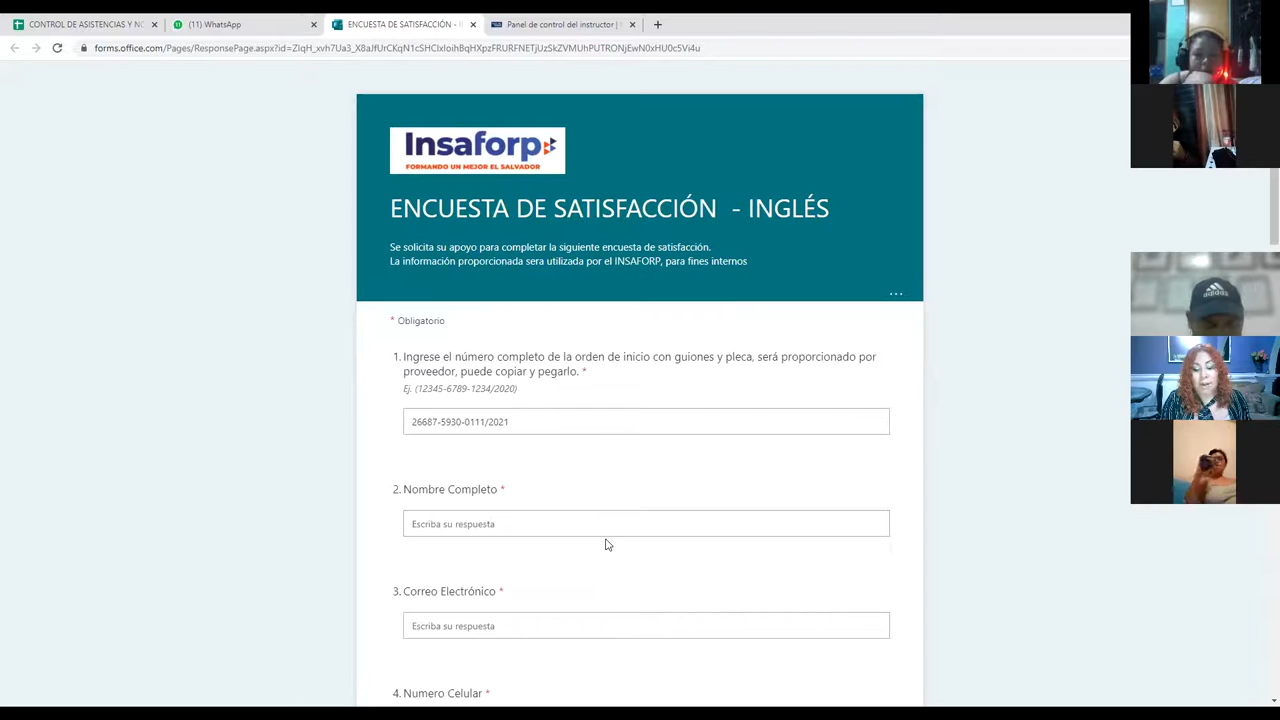 CONTROL DE ASISTENCIAS Y NO
(11) WhatsApp
ENCUESTA DE SATISFACCIÓN - I
Panel de control del instructor |
forms.office.com/Pages/ResponsePage.aspx?id=ZiqH_xvh7Ua3_X8aJfUrCKqN1cSHClxIoihBqHXpzFRURFNETjUzSkZVMUhPUTRONjEwN0xHU0c5Vi4u
Insaforp
FORMANDO UN MEJOR EL SALVADOR
ENCUESTA DE SATISFACCIÓN - INGLÉS
Se solicita su apoyo para completar la siguiente encuesta de satisfacción.
La información proporcionada sera utilizada por el INSAFORP, para fines internos
...
* Obligatorio
1. Ingrese el número completo de la orden de inicio con guiones y pleca, será proporcionado por
proveedor, puede copiar y pegarlo. *
Ej. (12345-6789-1234/2020)
26687-5930-0111/2021
2. Nombre Completo *
Escriba su respuesta
3. Correo Electrónico *
Escriba su respuesta
4. Numero Celular *
adidas